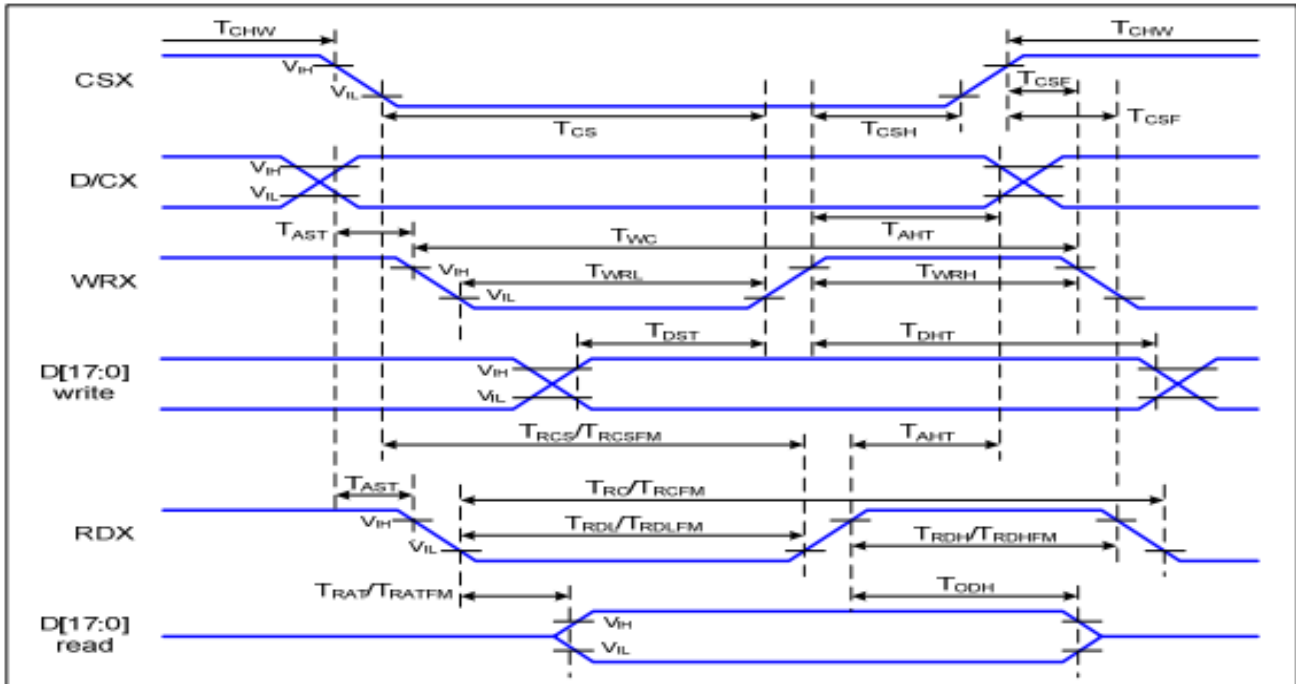 TCHW TCHW
CSX VIH VIL TCSF
TCS TCSH TCSF
D/CX VIH VIL
TAST TWC TAHT
WRX VIH VIL TWRL TWRH
TDST TDHT
D[17:0] VIH
write VIL
TRCS/TRCSFM TAHT
TAST TRC/TRCFM
RDX VIH VIL TRDL/TRDLFM TRDH/TRDHFM
TRAT/TRATFM TODH
D[17:0] VIH
read VIL